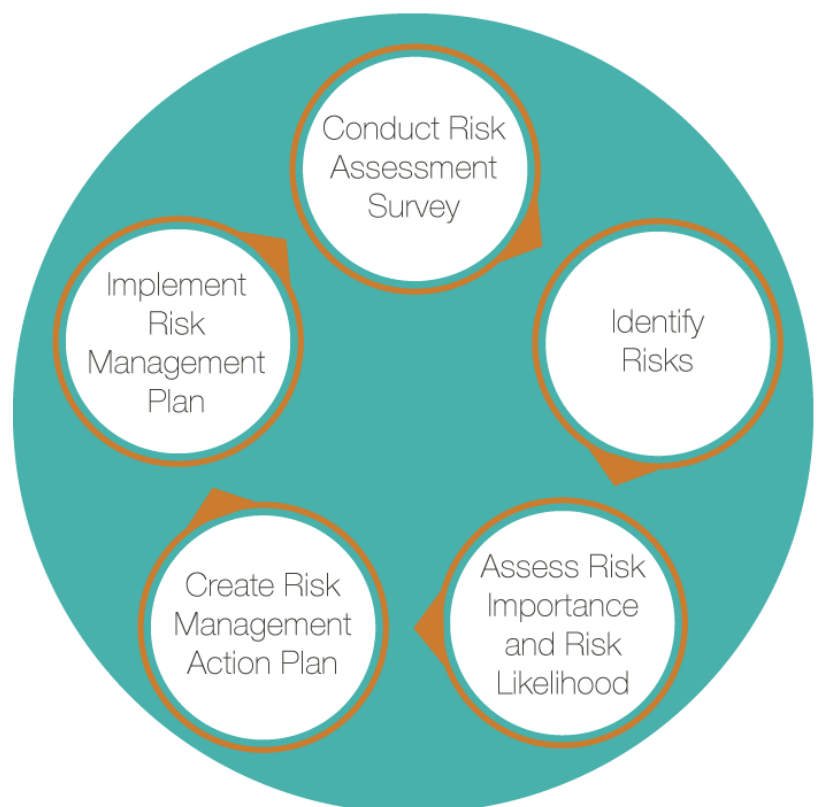 Conduct Risk
Assessment
Survey
Identify
Risks
Assess Risk
Importance
and Risk
Likelihood
Create Risk
Management
Action Plan
Implement
Risk
Management
Plan